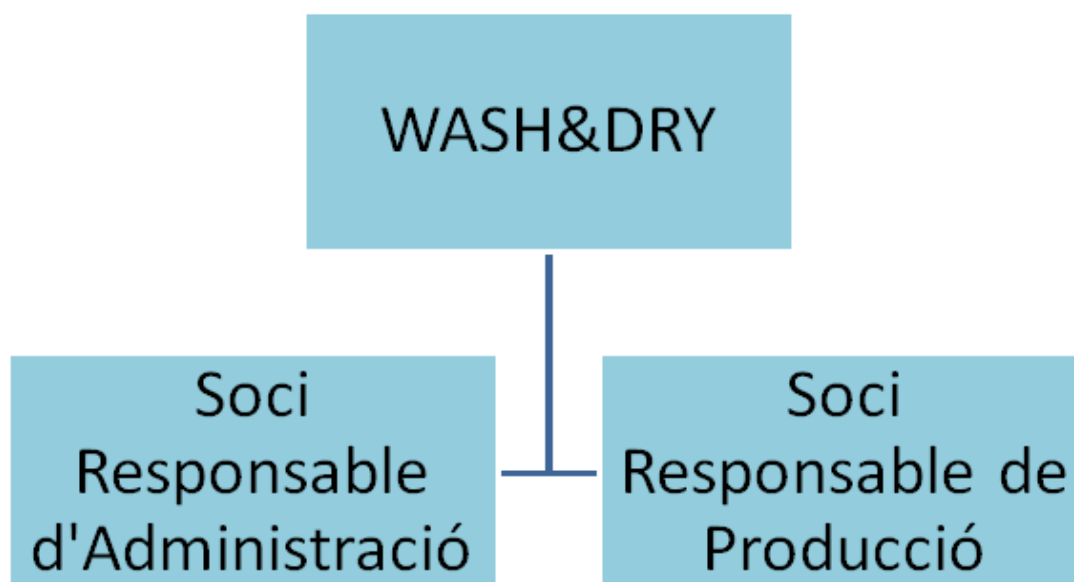 WASH&DRY
Soci
Responsable
d'Administració
Soci
Responsable de
Producció